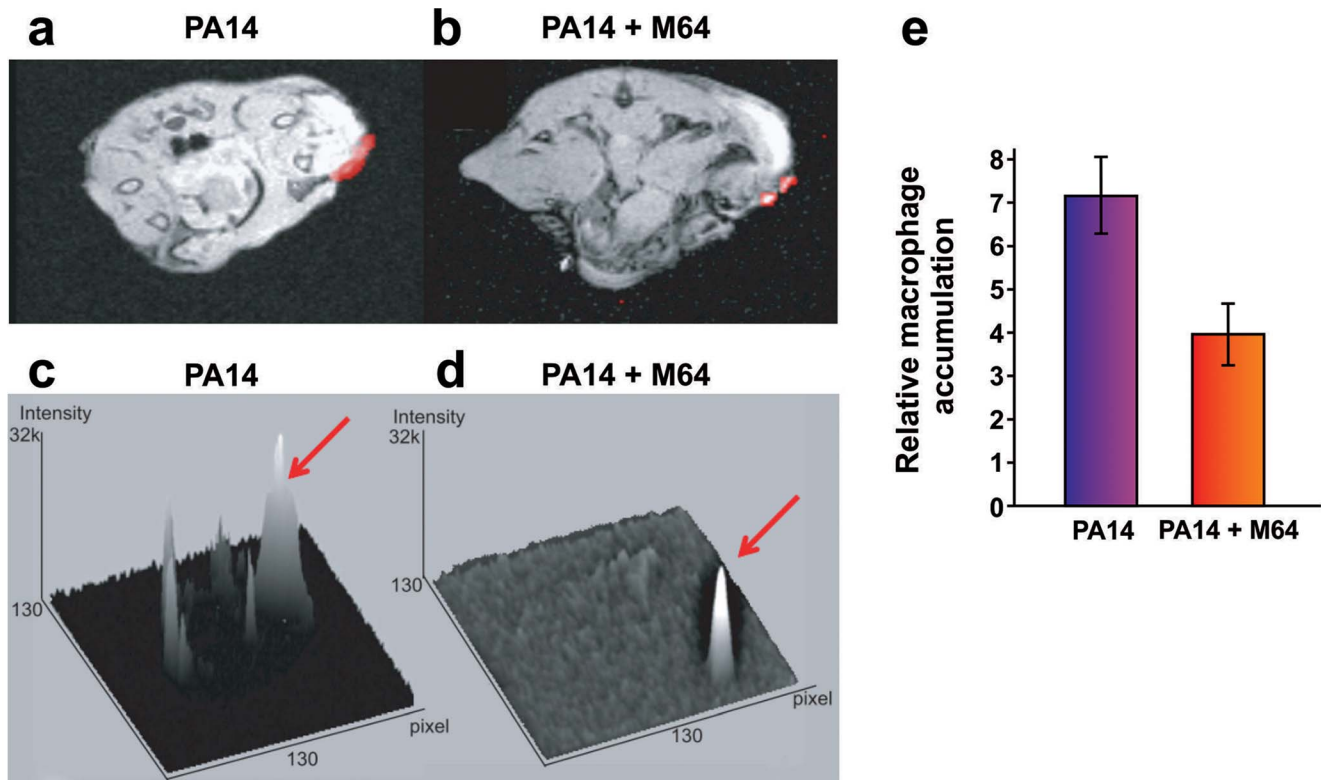 a
PA14
b
PA14 + M64
c
PA14
Intensity
32k
130
130
pixel
d
PA14 + M64
Intensity
32k
130
130
pixel
e
Relative macrophage
accumulation
8
7
6
5
4
3
2
1
0
PA14
PA14 + M64